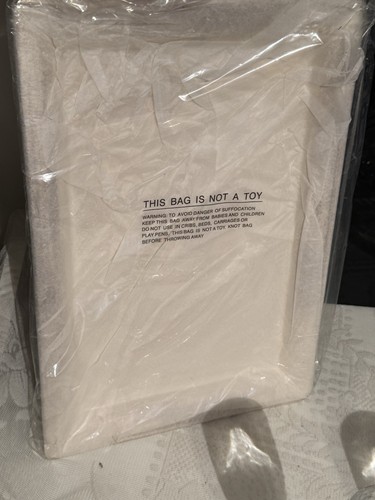 THIS BAG IS NOT A TOY
WARNING: TO AVOID DANGER OF SUFFOCATION
KEEP THIS BAG AWAY FROM BABIES AND CHILDREN
DO NOT USE IN CRIBS, BEDS, CARRIAGES OR
PLAY PENS, THIS BAG IS NOT A TOY KNOT BAG
BEFORE THROWING AWAY